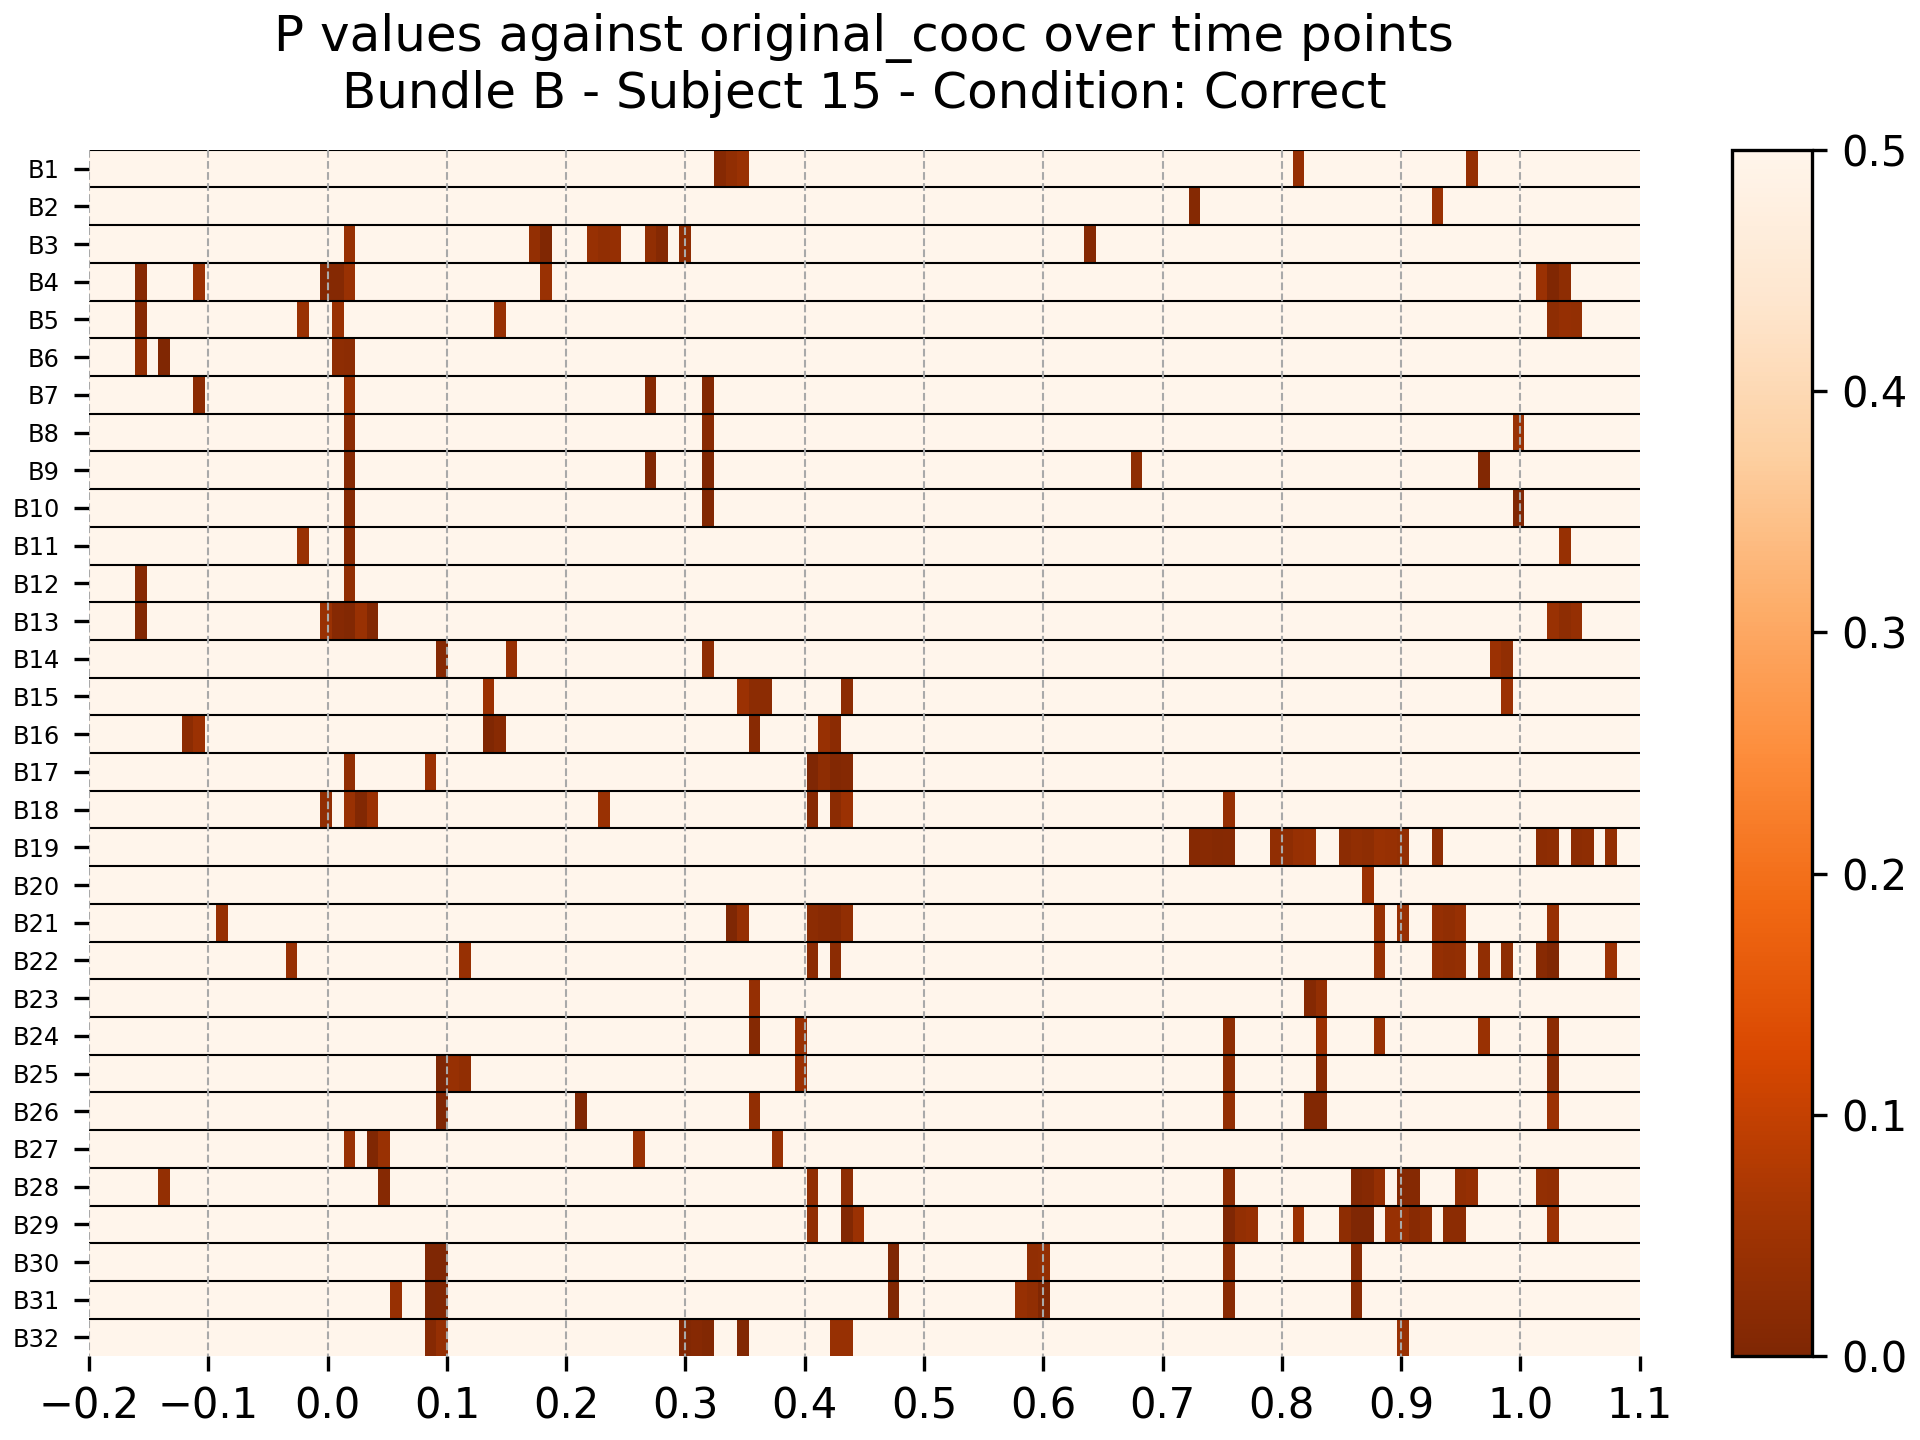 P values against original_cooc over time points
Bundle B - Subject 15 - Condition: Correct
B1
B2
B3
B4
B5
B6
B7
B8
B9
B10
B11
B12
B13
B14
B15
B16
B17
B18
B19
B20
B21
B22
B23
B24
B25
B26
B27
B28
B29
B30
B31
B32
−0.2 −0.1 0.0 0.1 0.2 0.3 0.4 0.5 0.6 0.7 0.8 0.9 1.0 1.1
0.5
0.4
0.3
0.2
0.1
0.0